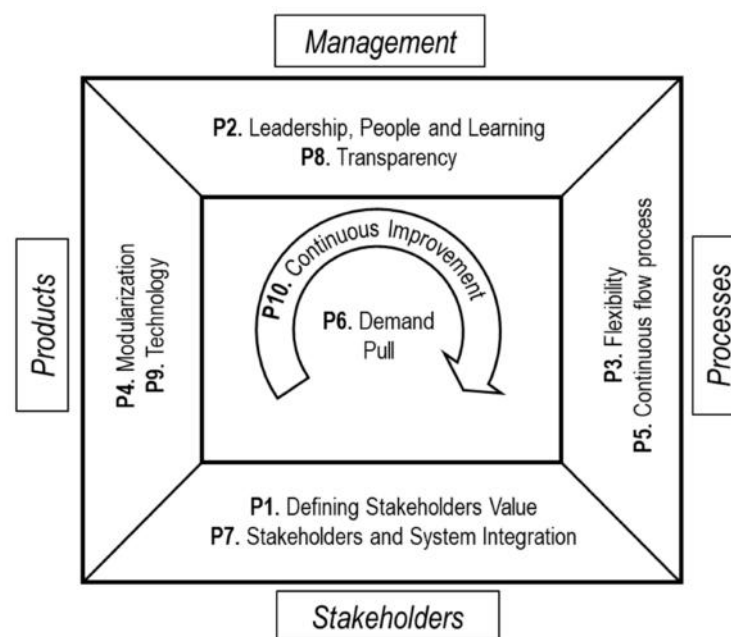 Management
P2. Leadership, People and Learning
P8. Transparency
Products
P4. Modularization
P9. Technology
P10. Continuous Improvement
P6. Demand
Pull
P3. Flexibility
P5. Continuous flow process
Processes
P1. Defining Stakeholders Value
P7. Stakeholders and System Integration
Stakeholders